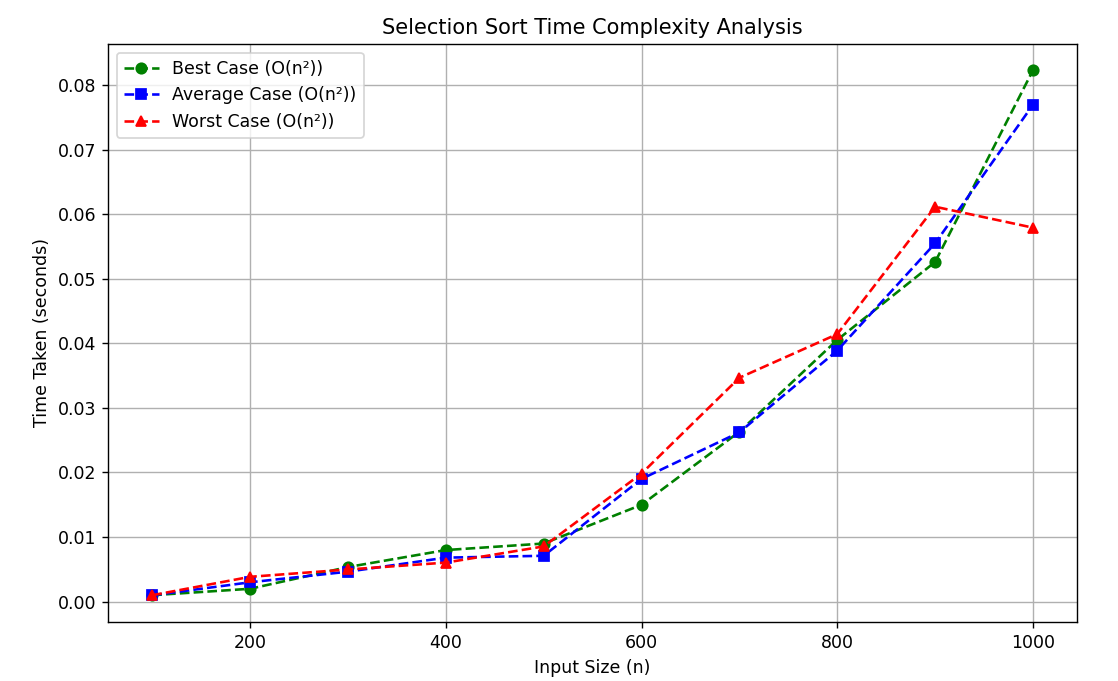 Selection Sort Time Complexity Analysis
Best Case (O(n²))
Average Case (O(n²))
Worst Case (O(n²))
0.08
0.07
0.06
0.05
0.04
0.03
0.02
0.01
0.00
Time Taken (seconds)
200 400 600 800 1000
Input Size (n)